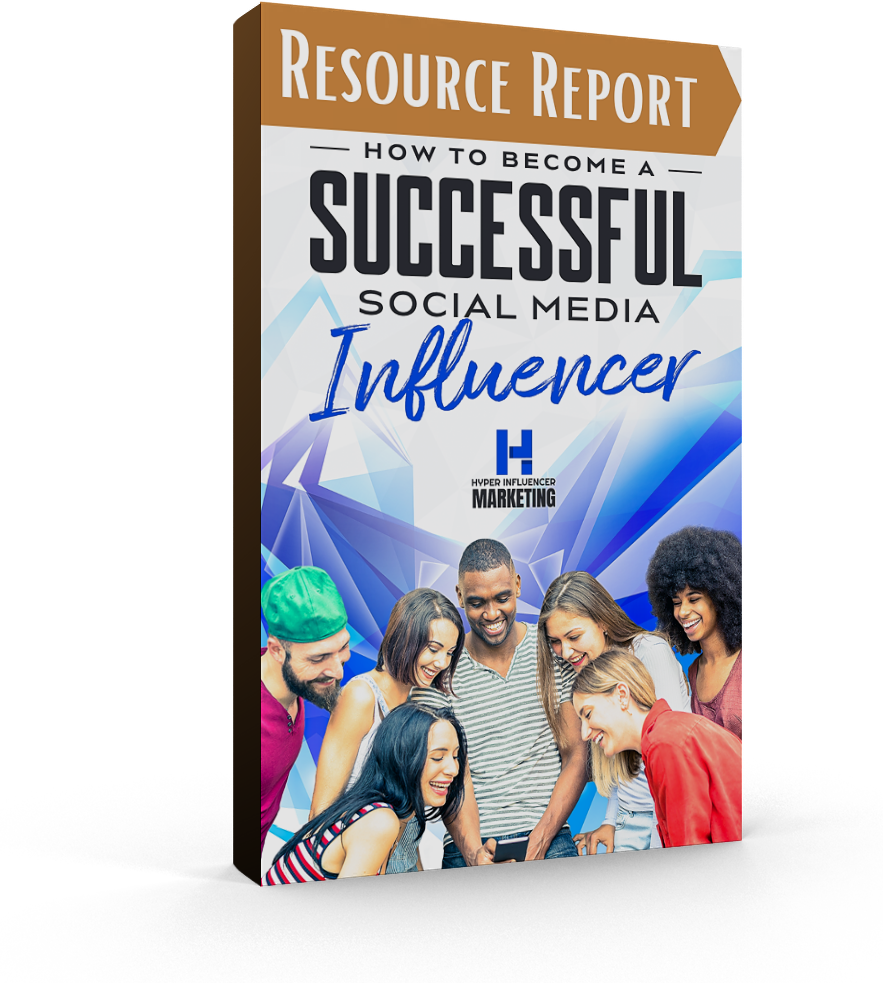 RESOURCE REPORT
HOW TO BECOME A
SUCCESSFUL
SOCIAL MEDIA
Influencer
H
HYPER INFLUENCER
MARKETING